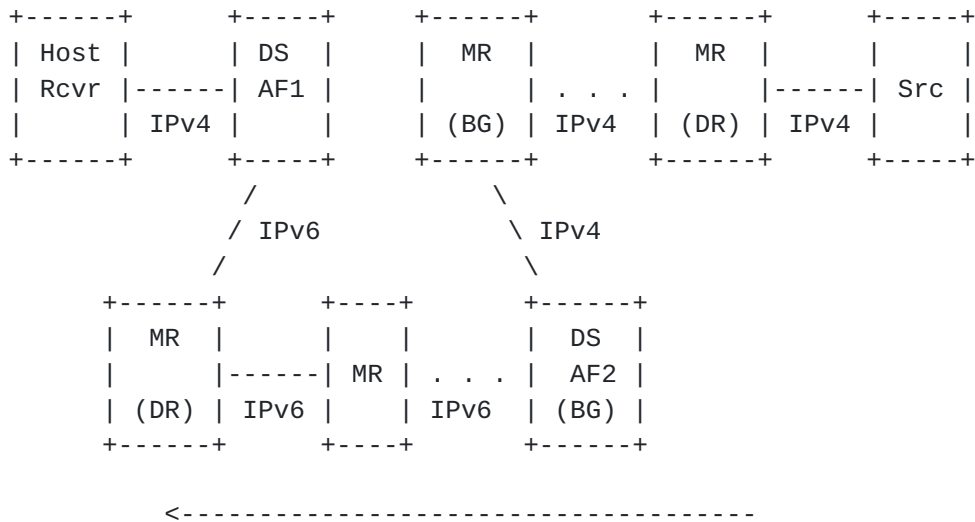 +------+      +-----+     +------+       +------+      +-----+
| Host |      | DS  |     |  MR  |       |  MR  |      |     |
| Rcvr |------| AF1 |     |      | . . . |      |------| Src |
|      | IPv4 |     |     | (BG) | IPv4  | (DR) | IPv4 |     |
+------+      +-----+     +------+       +------+      +-----+
               /               \
              / IPv6            \ IPv4
             /                   \
      +------+      +----+       +------+
      |  MR  |      |    |       |  DS  |
      |      |------| MR | . . . |  AF2 |
      | (DR) | IPv6 |    | IPv6  | (BG) |
      +------+      +----+       +------+
          <-----------------------------------